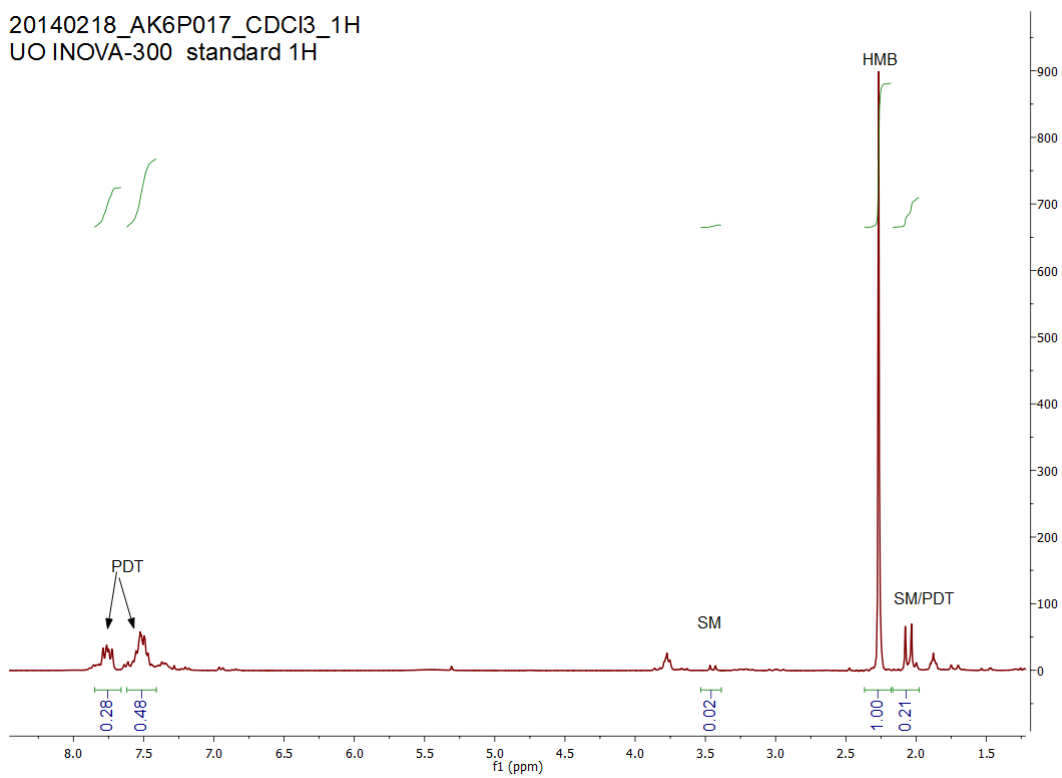 20140218_AK6P017_CDCl3_1H
UO INOVA-300  standard 1H
HMB
900
800
700
600
500
400
300
200
100
0
PDT
SM
SM/PDT
0.28
0.48
0.02
1.00
0.21
8.0 7.5 7.0 6.5 6.0 5.5 5.0 4.5 4.0 3.5 3.0 2.5 2.0 1.5
f1 (ppm)